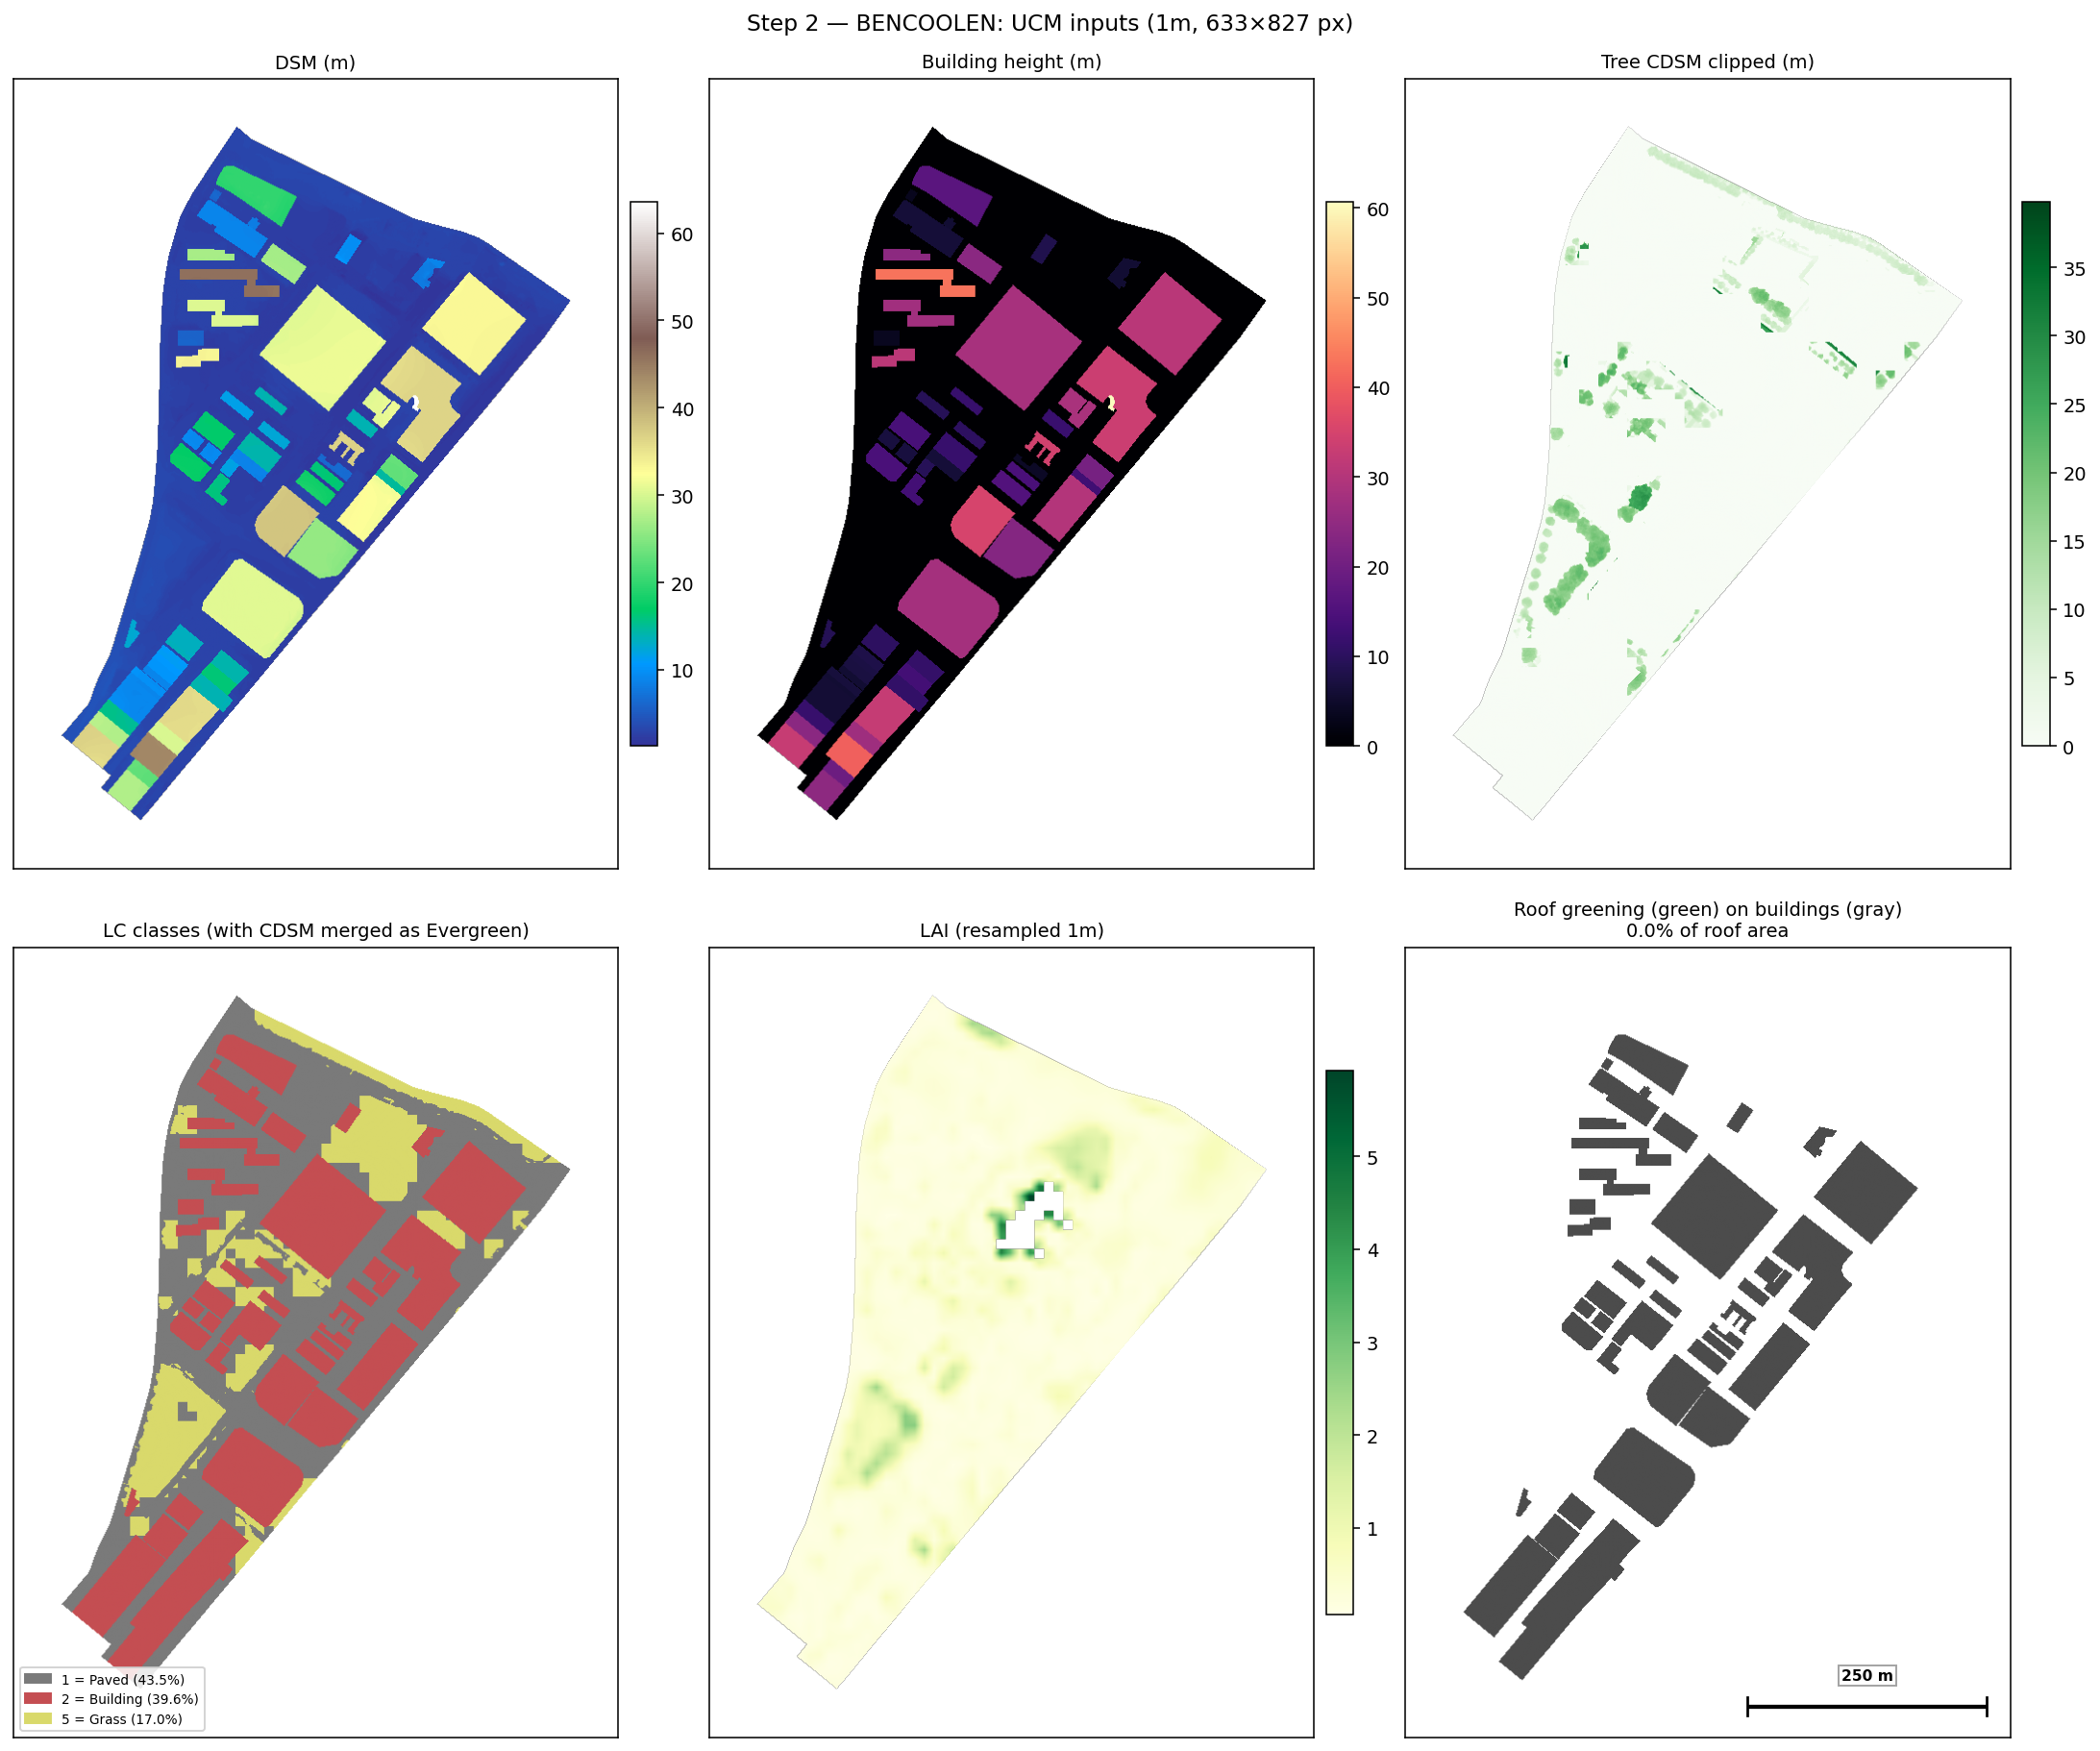 Step 2 — BENCOOLEN: UCM inputs (1m, 633×827 px)
DSM (m)
60
50
40
30
20
10
Building height (m)
60
50
40
30
20
10
0
Tree CDSM clipped (m)
35
30
25
20
15
10
5
0
LC classes (with CDSM merged as Evergreen)
1 = Paved (43.5%)
2 = Building (39.6%)
5 = Grass (17.0%)
LAI (resampled 1m)
5
4
3
2
1
Roof greening (green) on buildings (gray)
0.0% of roof area
250 m